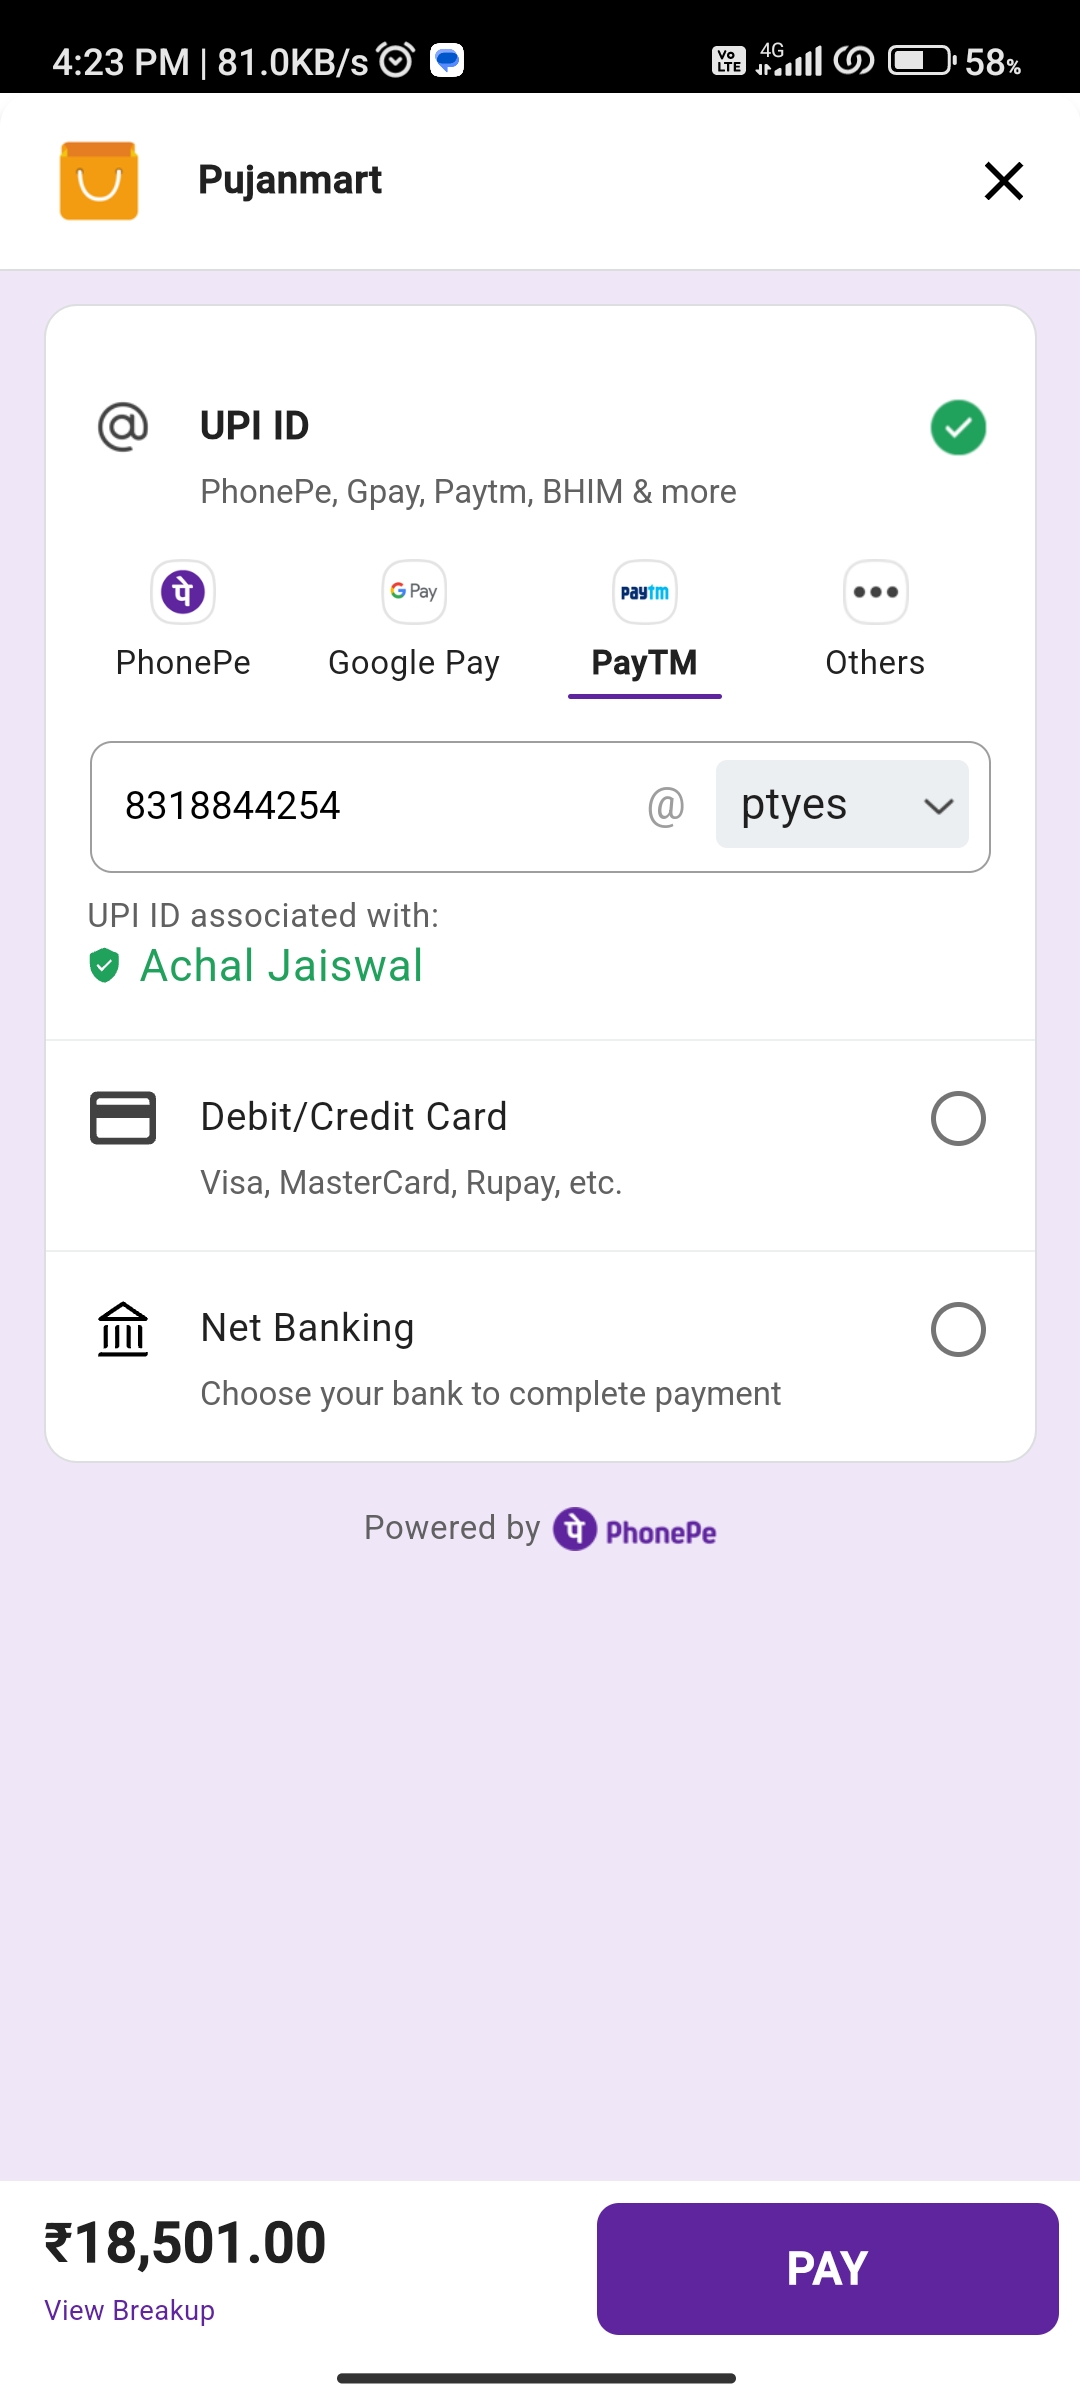 4:23 PM | 81.0KB/s
Vo LTE 4G 58%
Pujanmart
UPI ID
PhonePe, Gpay, Paytm, BHIM & more
पे G Pay paytm
PhonePe Google Pay PayTM Others
8318844254 @ ptyes
UPI ID associated with:
Achal Jaiswal
Debit/Credit Card
Visa, MasterCard, Rupay, etc.
Net Banking
Choose your bank to complete payment
Powered by पे PhonePe
₹18,501.00
View Breakup
PAY